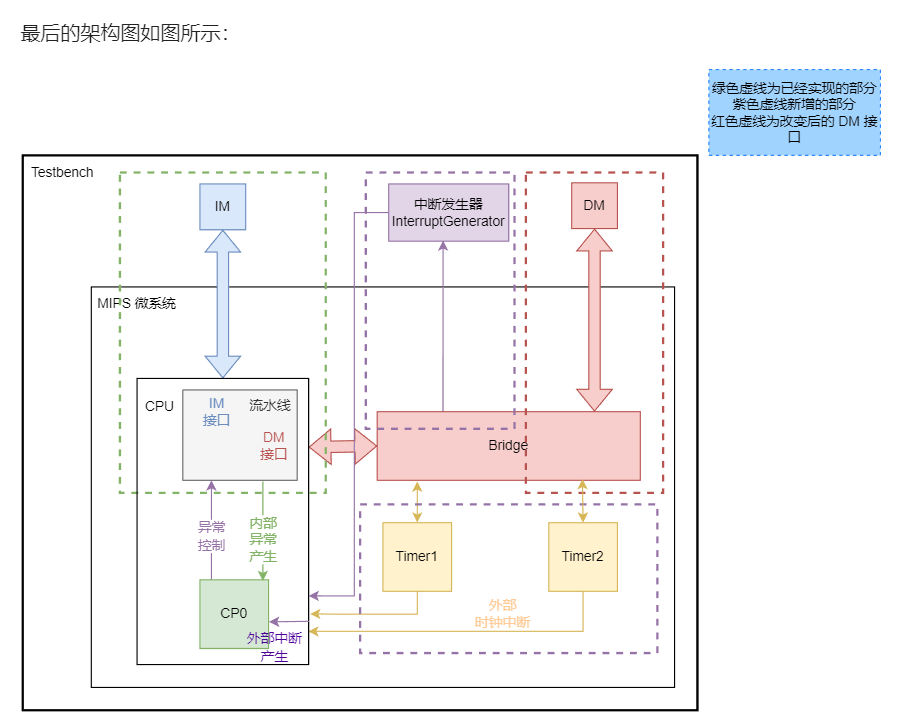 最后的架构图如图所示：
绿色虚线为已经实现的部分
紫色虚线新增的部分
红色虚线为改变后的 DM 接
口
Testbench
IM
中断发生器
InterruptGenerator
DM
MIPS 微系统
CPU
IM
接口
流水线
DM
接口
Bridge
异常
控制
内部
异常
产生
Timer1
Timer2
CP0
外部中断
产生
外部
时钟中断